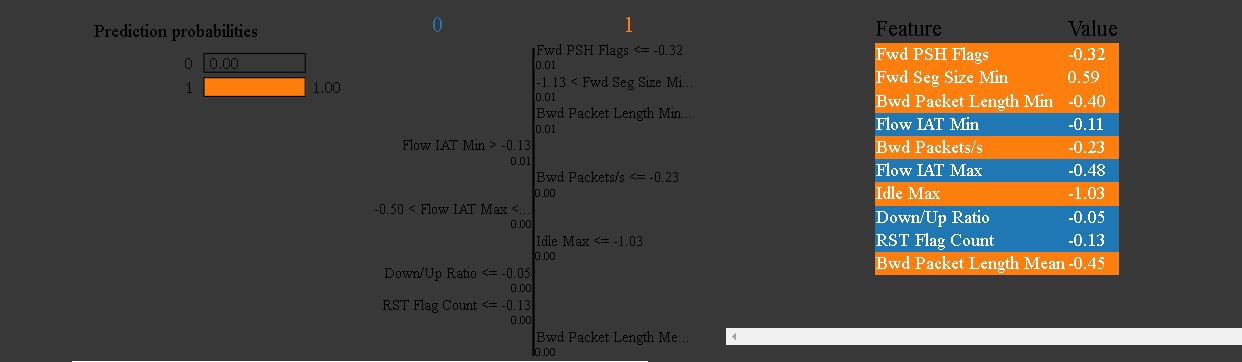 Prediction probabilities
0 0.00
1 1.00
0 1
Fwd PSH Flags <= -0.32
0.01
-1.13 < Fwd Seg Size Mi...
0.01
Bwd Packet Length Min...
0.01
Flow IAT Min > -0.13
0.01
Bwd Packets/s <= -0.23
0.00
-0.50 < Flow IAT Max <...
0.00
Idle Max <= -1.03
0.00
Down/Up Ratio <= -0.05
0.00
RST Flag Count <= -0.13
0.00
Bwd Packet Length Me...
0.00
Feature Value
Fwd PSH Flags -0.32
Fwd Seg Size Min 0.59
Bwd Packet Length Min -0.40
Flow IAT Min -0.11
Bwd Packets/s -0.23
Flow IAT Max -0.48
Idle Max -1.03
Down/Up Ratio -0.05
RST Flag Count -0.13
Bwd Packet Length Mean -0.45